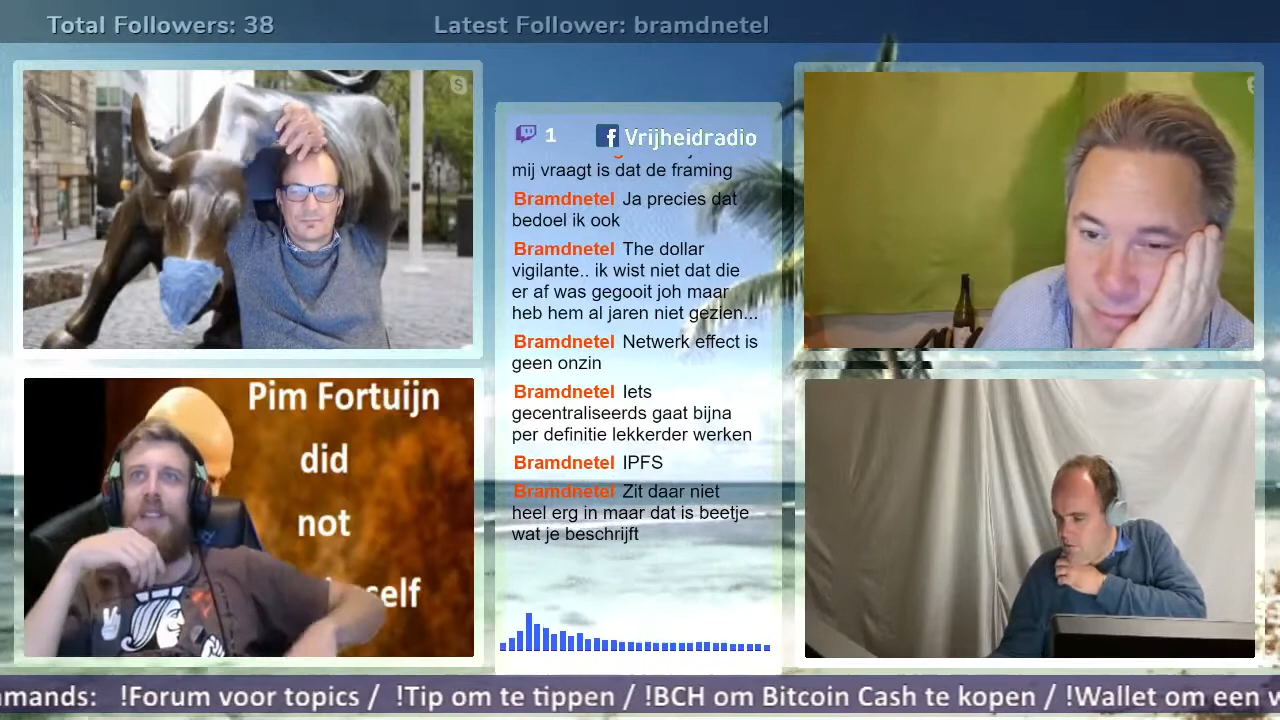 Total Followers: 38
Latest Follower: bramdnetel
1
Vrijheidradio
mij vraagt is dat de framing
Bramdnetel Ja precies dat
bedoel ik ook
Bramdnetel The dollar
vigilante.. ik wist niet dat die
er af was gegooit joh maar
heb hem al jaren niet gezien...
Bramdnetel Netwerk effect is
geen onzin
Bramdnetel Iets
gecentraliseerds gaat bijna
per definitie lekkerder werken
Bramdnetel IPFS
Bramdnetel Zit daar niet
heel erg in maar dat is beetje
wat je beschrijft
Pim Fortuijn
did
not
self
mmands: !Forum voor topics / !Tip om te tippen / !BCH om Bitcoin Cash te kopen / !Wallet om een w